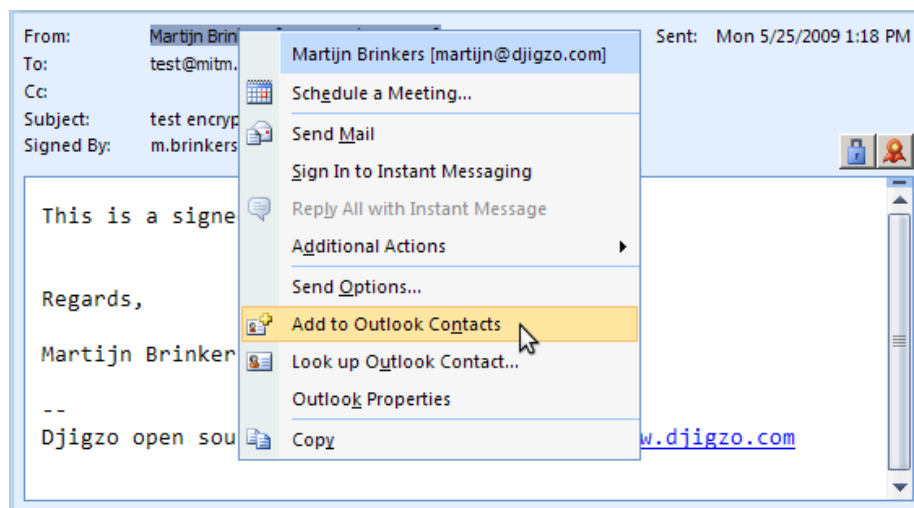 From: Martijn Brin Sent: Mon 5/25/2009 1:18 PM
To: test@mitm.
Cc:
Subject: test encryp
Signed By: m.brinkers
Martijn Brinkers [martijn@djigzo.com]
Schedule a Meeting...
Send Mail
Sign In to Instant Messaging
Reply All with Instant Message
Additional Actions
Send Options...
Add to Outlook Contacts
Look up Outlook Contact...
Outlook Properties
Copy
This is a signe
Regards,
Martijn Brinker
--
Djigzo open sou w.djigzo.com